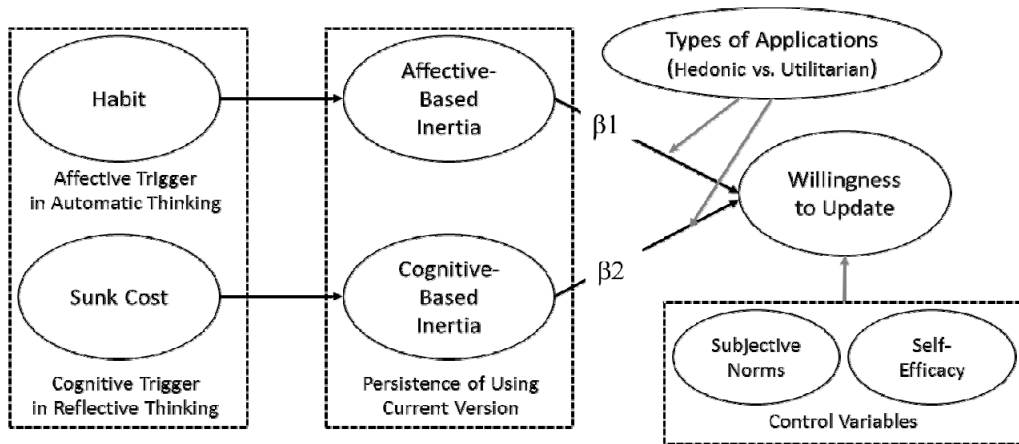 Habit
Affective Trigger
in Automatic Thinking
Sunk Cost
Cognitive Trigger
in Reflective Thinking
Affective-
Based
Inertia
Cognitive-
Based
Inertia
Persistence of Using
Current Version
β1
β2
Types of Applications
(Hedonic vs. Utilitarian)
Willingness
to Update
Subjective
Norms
Self-
Efficacy
Control Variables